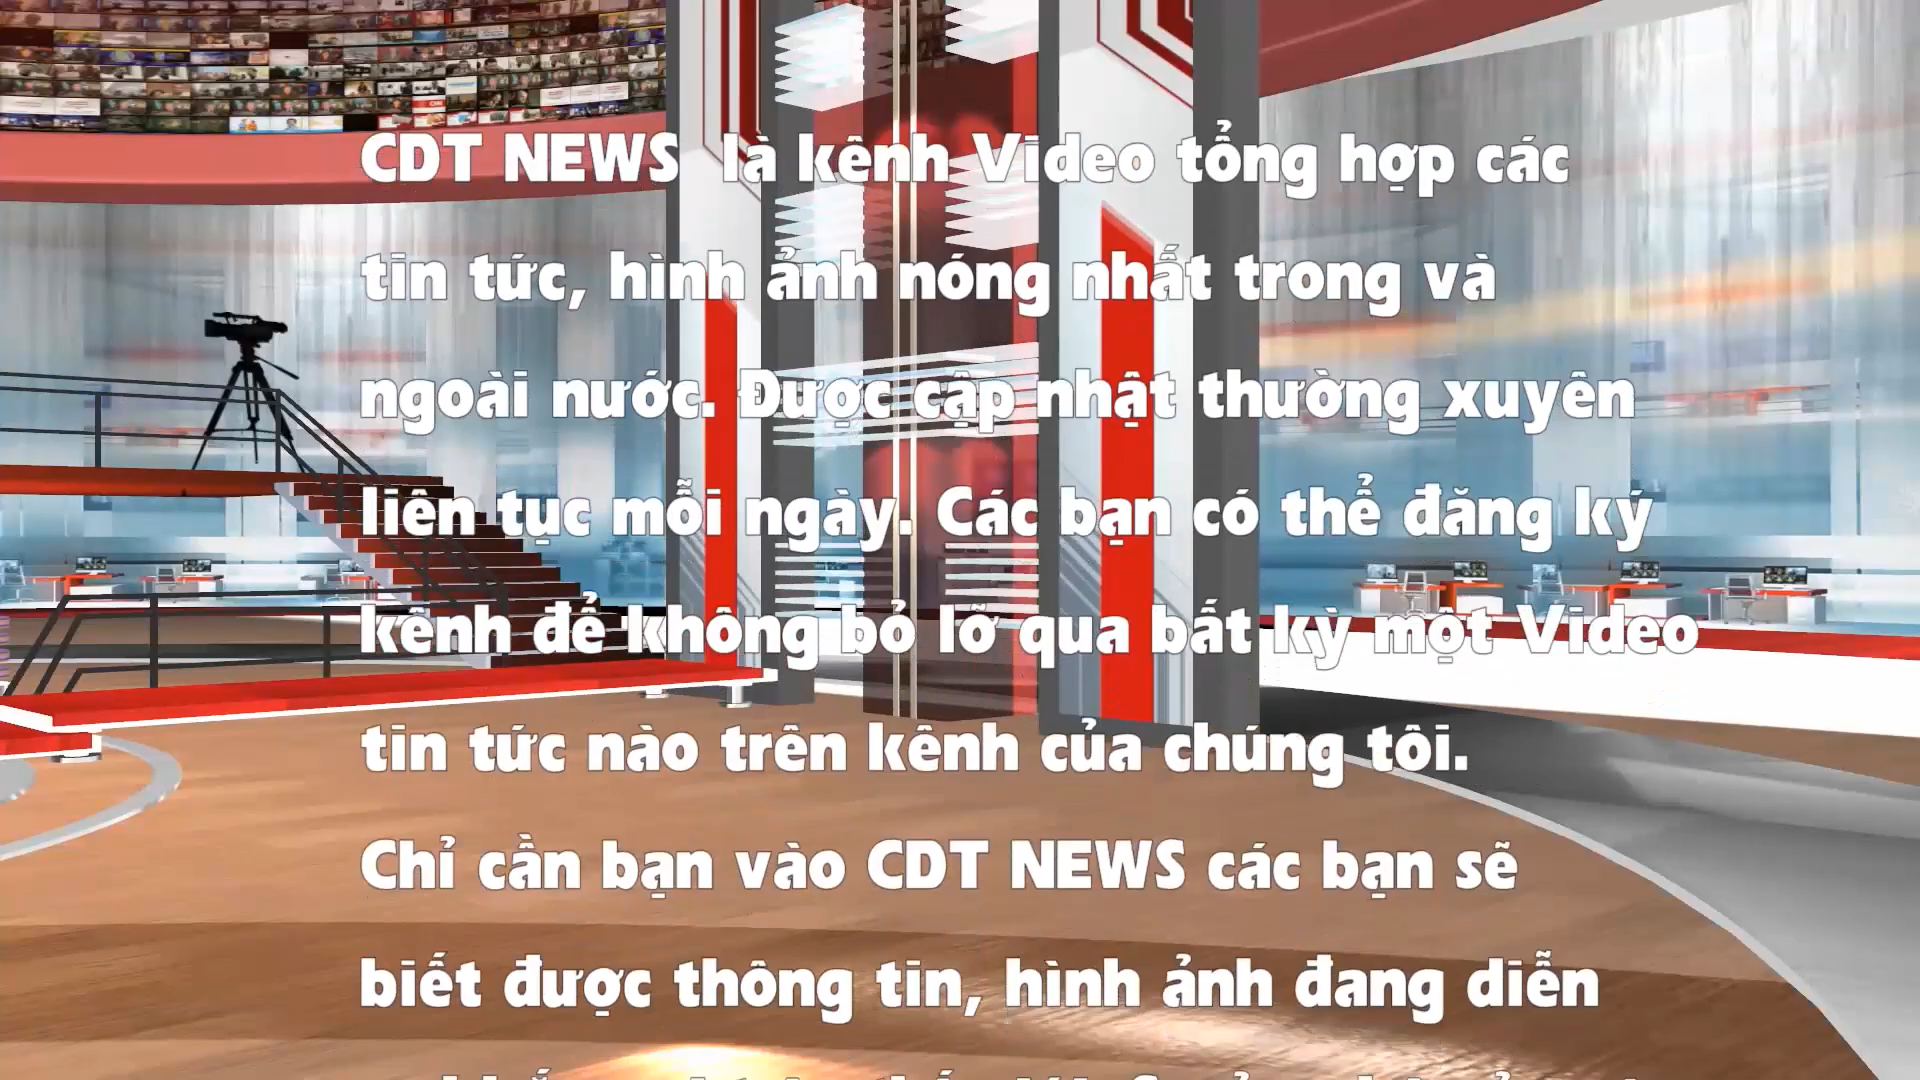 CDT NEWS là kênh Video tổng hợp các
tin tức, hình ảnh nóng nhất trong và
ngoài nước. Được cập nhật thường xuyên
liên tục mỗi ngày. Các bạn có thể đăng ký
kênh để không bỏ lỡ qua bất kỳ một Video
tin tức nào trên kênh của chúng tôi.
Chỉ cần bạn vào CDT NEWS các bạn sẽ
biết được thông tin, hình ảnh đang diễn